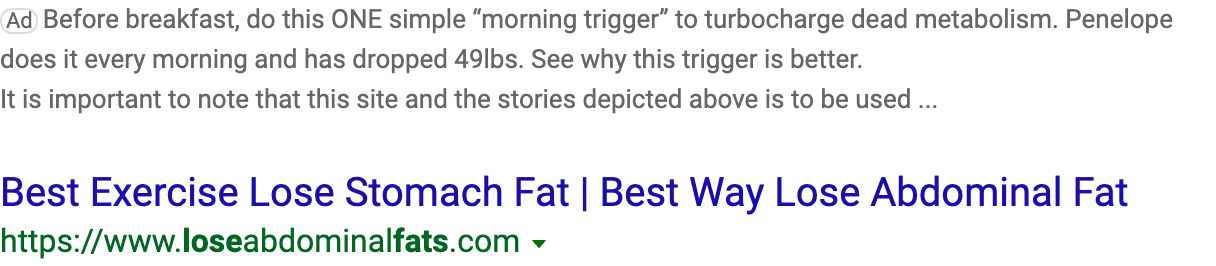 Ad Before breakfast, do this ONE simple “morning trigger” to turbocharge dead metabolism. Penelope
does it every morning and has dropped 49lbs. See why this trigger is better.
It is important to note that this site and the stories depicted above is to be used ...
Best Exercise Lose Stomach Fat | Best Way Lose Abdominal Fat
https://www.loseabdominalfats.com